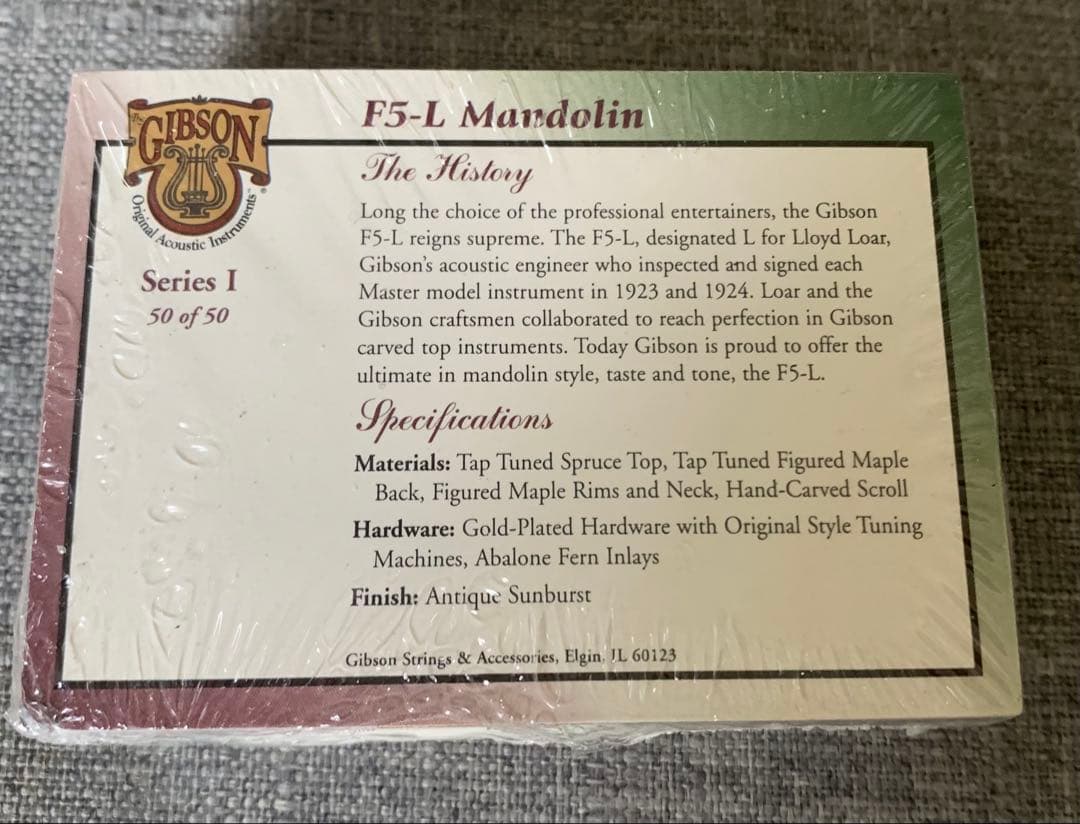 The
GIBSON
Original Acoustic Instruments™
Series I
50 of 50
F5-L Mandolin
The History
Long the choice of the professional entertainers, the Gibson
F5-L reigns supreme. The F5-L, designated L for Lloyd Loar,
Gibson's acoustic engineer who inspected and signed each
Master model instrument in 1923 and 1924. Loar and the
Gibson craftsmen collaborated to reach perfection in Gibson
carved top instruments. Today Gibson is proud to offer the
ultimate in mandolin style, taste and tone, the F5-L.
Specifications
Materials: Tap Tuned Spruce Top, Tap Tuned Figured Maple
Back, Figured Maple Rims and Neck, Hand-Carved Scroll
Hardware: Gold-Plated Hardware with Original Style Tuning
Machines, Abalone Fern Inlays
Finish: Antique Sunburst
Gibson Strings & Accessories, Elgin, IL 60123